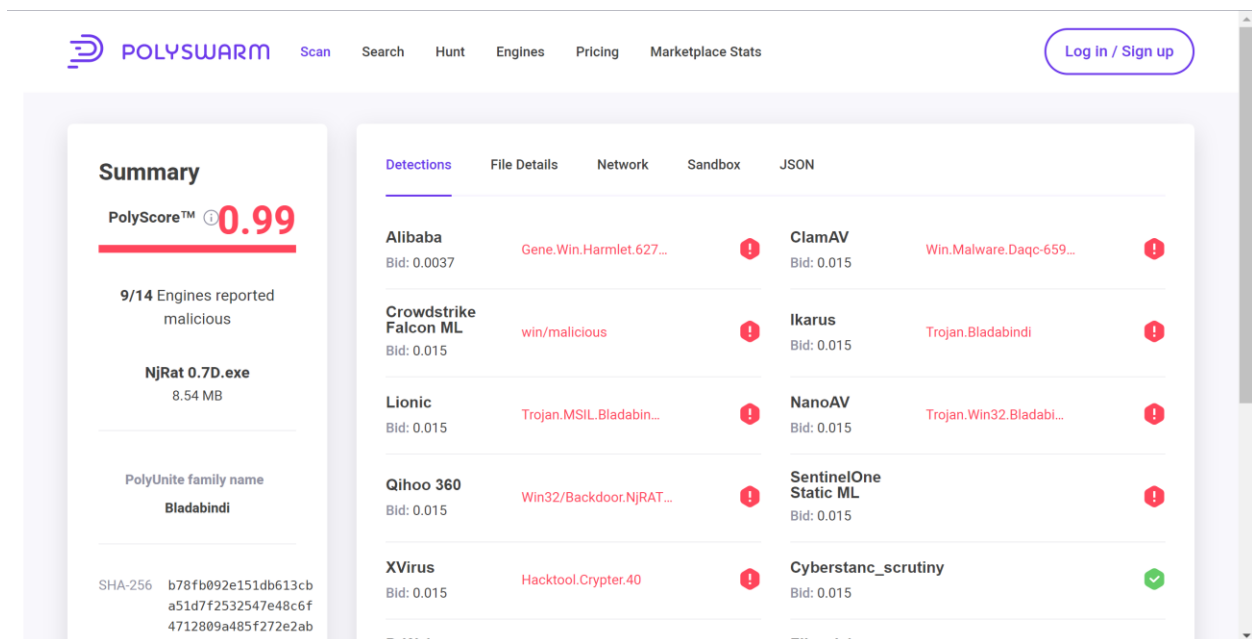 POLYSWARM Scan Search Hunt Engines Pricing Marketplace Stats Log in / Sign up
Summary
PolyScore™ 0.99
9/14 Engines reported
malicious
NjRat 0.7D.exe
8.54 MB
PolyUnite family name
Bladabindi
SHA-256 b78fb092e151db613cb
a51d7f2532547e48c6f
4712809a485f272e2ab
Detections File Details Network Sandbox JSON
Alibaba
Bid: 0.0037
Gene.Win.Harmlet.627...
ClamAV
Bid: 0.015
Win.Malware.Daqc-659...
Crowdstrike
Falcon ML
Bid: 0.015
win/malicious
Ikarus
Bid: 0.015
Trojan.Bladabindi
Lionic
Bid: 0.015
Trojan.MSIL.Bladabin...
NanoAV
Bid: 0.015
Trojan.Win32.Bladabi...
Qihoo 360
Bid: 0.015
Win32/Backdoor.NjRAT...
SentinelOne
Static ML
Bid: 0.015
XVirus
Bid: 0.015
Hacktool.Crypter.40
Cyberstanc_scrutiny
Bid: 0.015